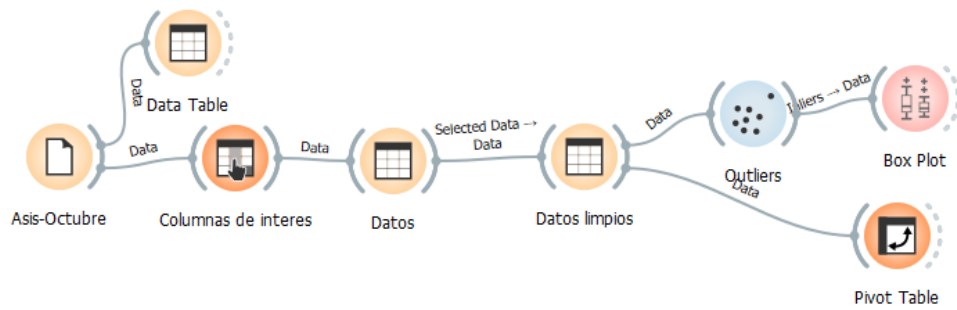 Data
Data Table
Data
Asis-Octubre
Columnas de interes
Data
Datos
Selected Data →
Data
Datos limpios
Data
Outliers
Inliers → Data
Box Plot
Data
Pivot Table